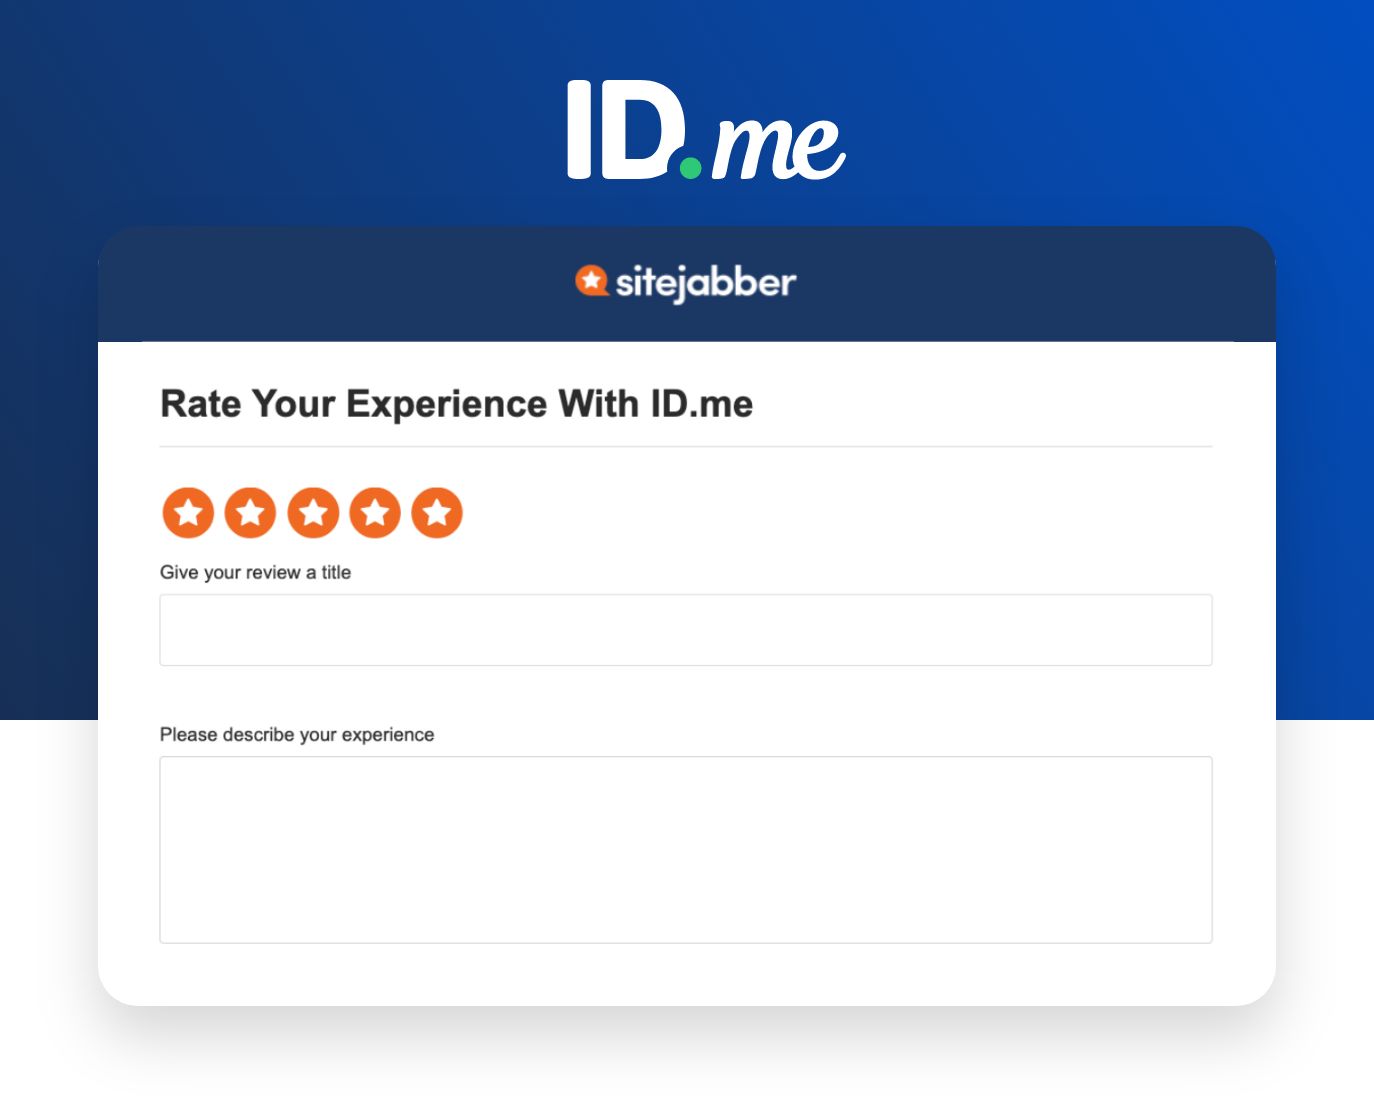 ID.me
sitejabber
Rate Your Experience With ID.me
Give your review a title
Please describe your experience